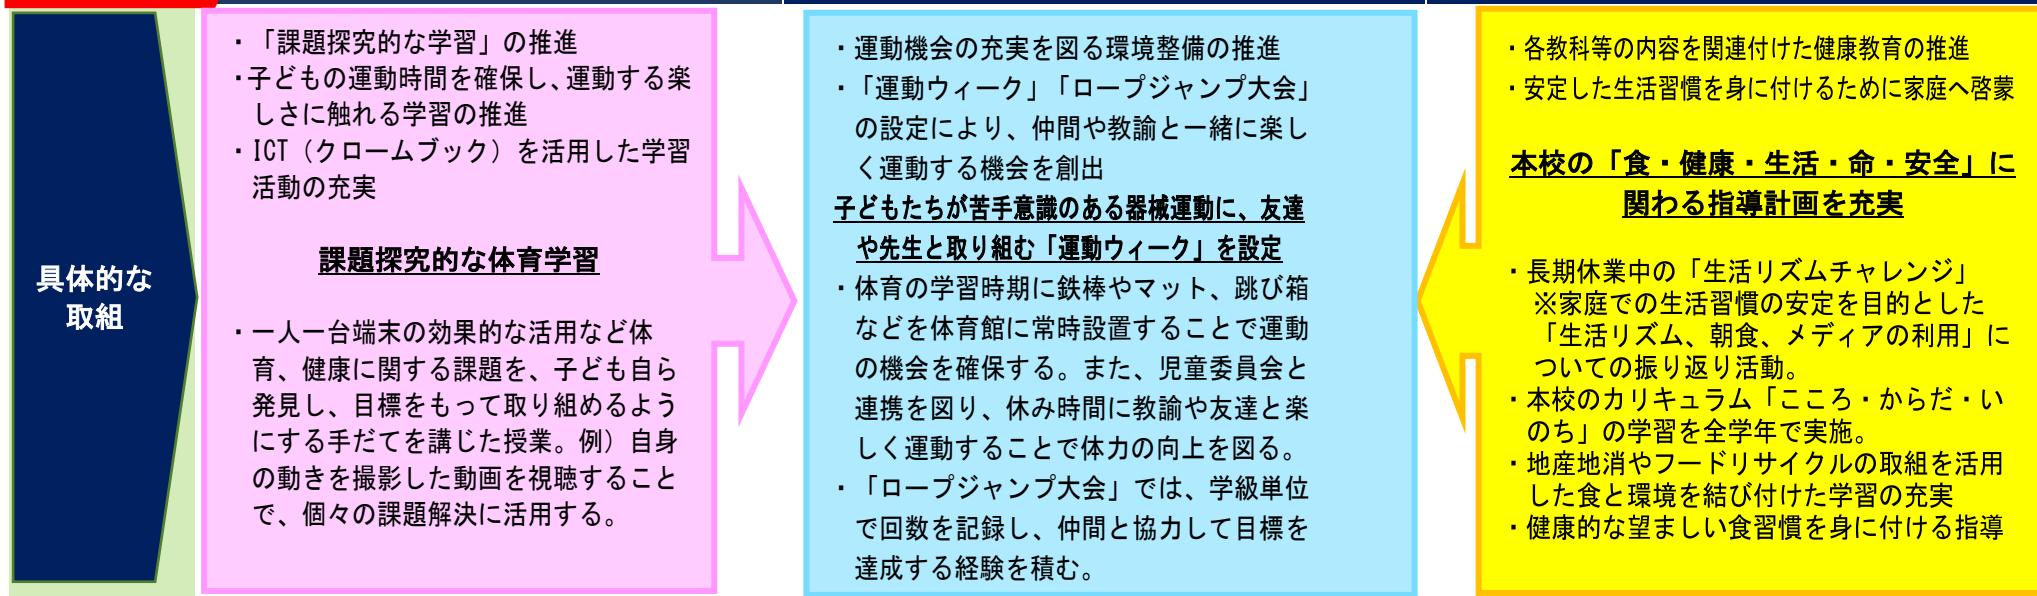 具体的な
取組
・「課題探究的な学習」の推進
・子どもの運動時間を確保し、運動する楽
しさに触れる学習の推進
・ICT（クロームブック）を活用した学習
活動の充実
課題探究的な体育学習
・一人一台端末の効果的な活用など体
育、健康に関する課題を、子ども自ら
発見し、目標をもって取り組めるよう
にする手だてを講じた授業。例）自身
の動きを撮影した動画を視聴すること
で、個々の課題解決に活用する。
・運動機会の充実を図る環境整備の推進
・「運動ウィーク」「ロープジャンプ大会」
の設定により、仲間や教諭と一緒に楽し
く運動する機会を創出
子どもたちが苦手意識のある器械運動に、友達
や先生と取り組む「運動ウィーク」を設定
・体育の学習時期に鉄棒やマット、跳び箱
などを体育館に常時設置することで運動
の機会を確保する。また、児童委員会と
連携を図り、休み時間に教諭や友達と楽
しく運動することで体力の向上を図る。
・「ロープジャンプ大会」では、学級単位
で回数を記録し、仲間と協力して目標を
達成する経験を積む。
・各教科等の内容を関連付けた健康教育の推進
・安定した生活習慣を身に付けるために家庭へ啓蒙
本校の「食・健康・生活・命・安全」に
関わる指導計画を充実
・長期休業中の「生活リズムチャレンジ」
※家庭での生活習慣の安定を目的とした
「生活リズム、朝食、メディアの利用」に
ついての振り返り活動。
・本校のカリキュラム「こころ・からだ・い
のち」の学習を全学年で実施。
・地産地消やフードリサイクルの取組を活用
した食と環境を結び付けた学習の充実
・健康的な望ましい食習慣を身に付ける指導